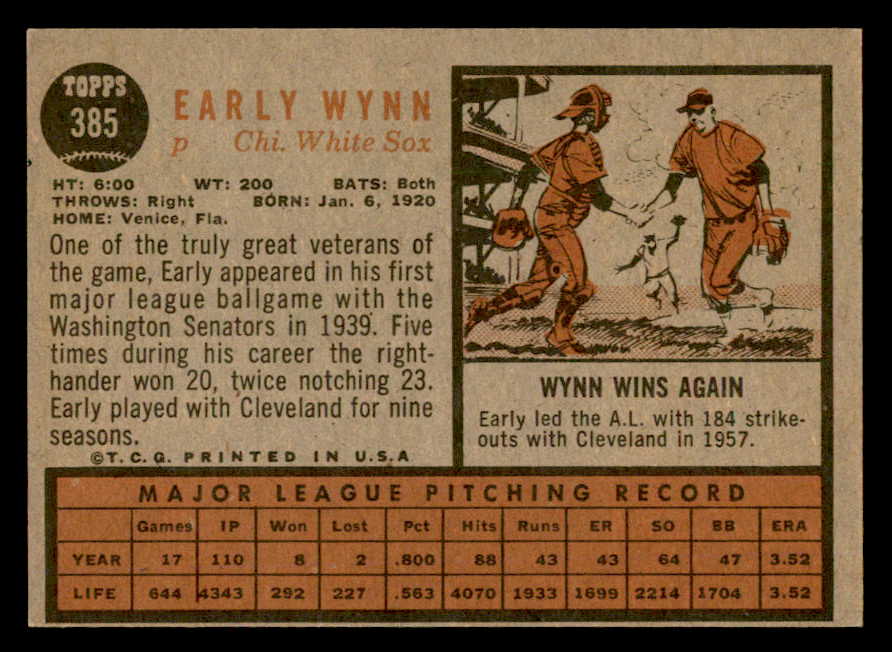 TOPPS
385
EARLY WYNN
p Chi. White Sox
HT: 6:00 WT: 200 BATS: Both
THROWS: Right BORN: Jan. 6, 1920
HOME: Venice, Fla.
One of the truly great veterans of
the game, Early appeared in his first
major league ballgame with the
Washington Senators in 1939. Five
times during his career the right-
hander won 20, twice notching 23.
Early played with Cleveland for nine
seasons.
©T.C.G. PRINTED IN U.S.A
WYNN WINS AGAIN
Early led the A.L. with 184 strike-
outs with Cleveland in 1957.
MAJOR LEAGUE PITCHING RECORD
Games IP Won Lost Pct Hits Runs ER SO BB ERA
YEAR 17 110 8 2 .800 88 43 43 64 47 3.52
LIFE 644 4343 292 227 .563 4070 1933 1699 2214 1704 3.52